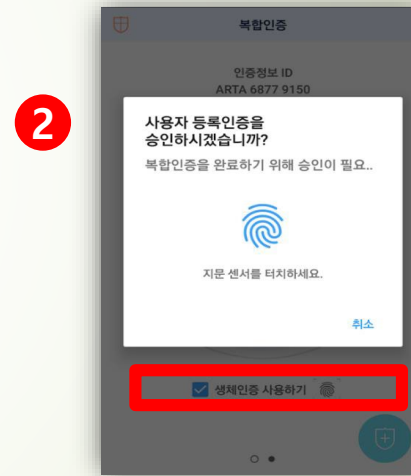 2
복합인증
인증정보 ID
ARTA 6877 9150
사용자 등록인증을
승인하시겠습니까?
복합인증을 완료하기 위해 승인이 필요..
지문 센서를 터치하세요.
취소
생체인증 사용하기